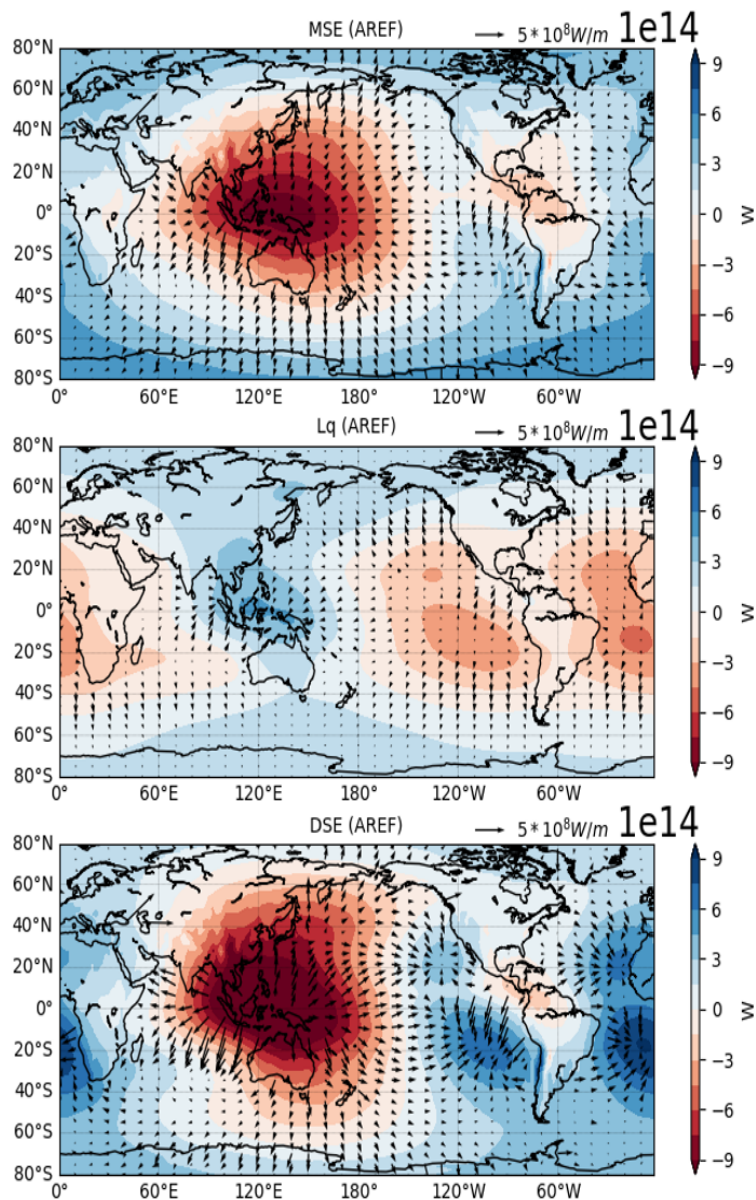 MSE (AREF) 5 * 10⁸W/m 1e14
80°N
60°N
40°N
20°N
0°
20°S
40°S
60°S
80°S
0° 60°E 120°E 180° 120°W 60°W
9
6
3
0
−3
−6
−9
W
Lq (AREF) 5 * 10⁸W/m 1e14
80°N
60°N
40°N
20°N
0°
20°S
40°S
60°S
80°S
0° 60°E 120°E 180° 120°W 60°W
9
6
3
0
−3
−6
−9
W
DSE (AREF) 5 * 10⁸W/m 1e14
80°N
60°N
40°N
20°N
0°
20°S
40°S
60°S
80°S
0° 60°E 120°E 180° 120°W 60°W
9
6
3
0
−3
−6
−9
W